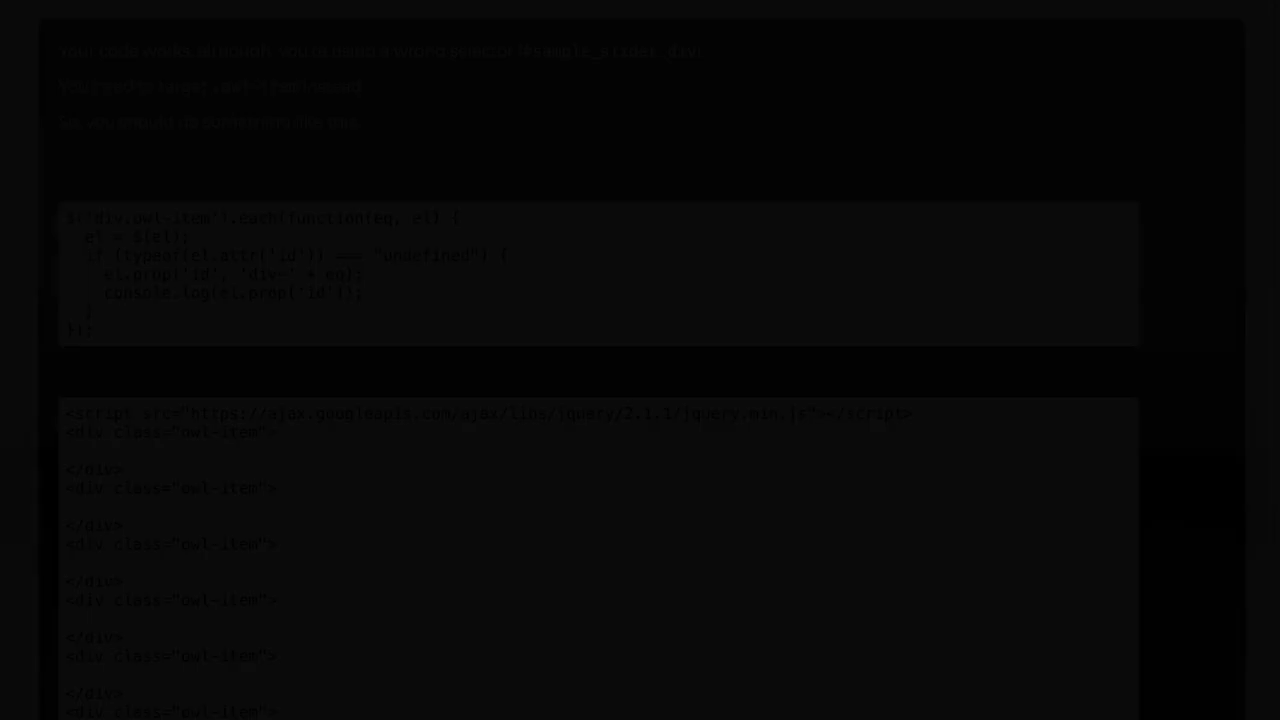 Your code works, although, you're using a wrong selector (#sample_slider div).
You need to target .owl-item instead.
So, you should do something like this:
$('div.owl-item').each(function(eq, el) {
  el = $(el);
  if (typeof(el.attr('id')) === "undefined") {
    el.prop('id', 'div-' + eq);
    console.log(el.prop('id'));
  }
});
<script src="https://ajax.googleapis.com/ajax/libs/jquery/2.1.1/jquery.min.js"></script>
<div class="owl-item">
</div>
<div class="owl-item">
</div>
<div class="owl-item">
</div>
<div class="owl-item">
</div>
<div class="owl-item">
</div>
<div class="owl-item">